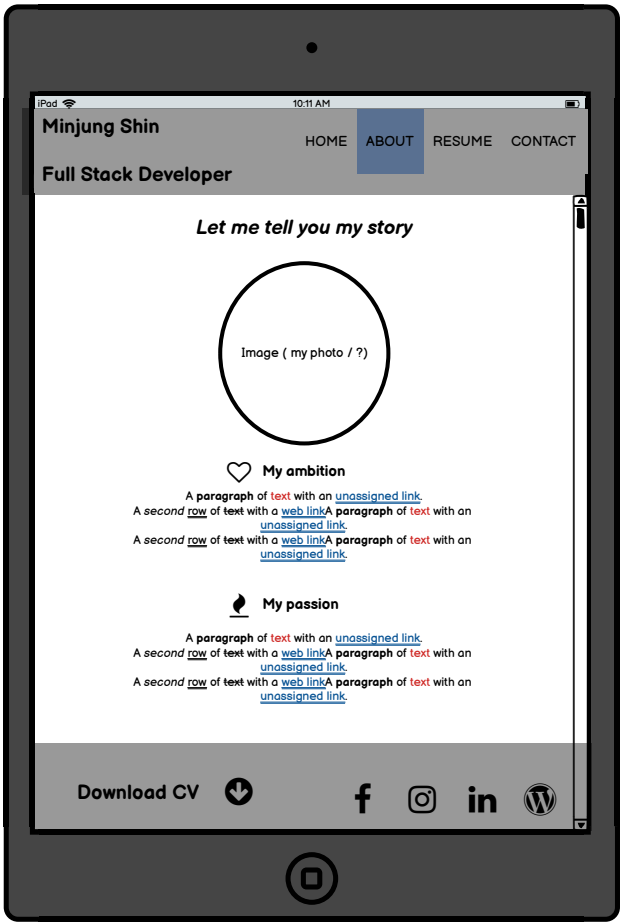 iPad
10:11 AM
Minjung Shin
Full Stack Developer
HOME ABOUT RESUME CONTACT
Let me tell you my story
Image ( my photo / ?)
My ambition
A paragraph of text with an unassigned link.
A second row of text with a web linkA paragraph of text with an
unassigned link.
A second row of text with a web linkA paragraph of text with an
unassigned link.
My passion
A paragraph of text with an unassigned link.
A second row of text with a web linkA paragraph of text with an
unassigned link.
A second row of text with a web linkA paragraph of text with an
unassigned link.
Download CV